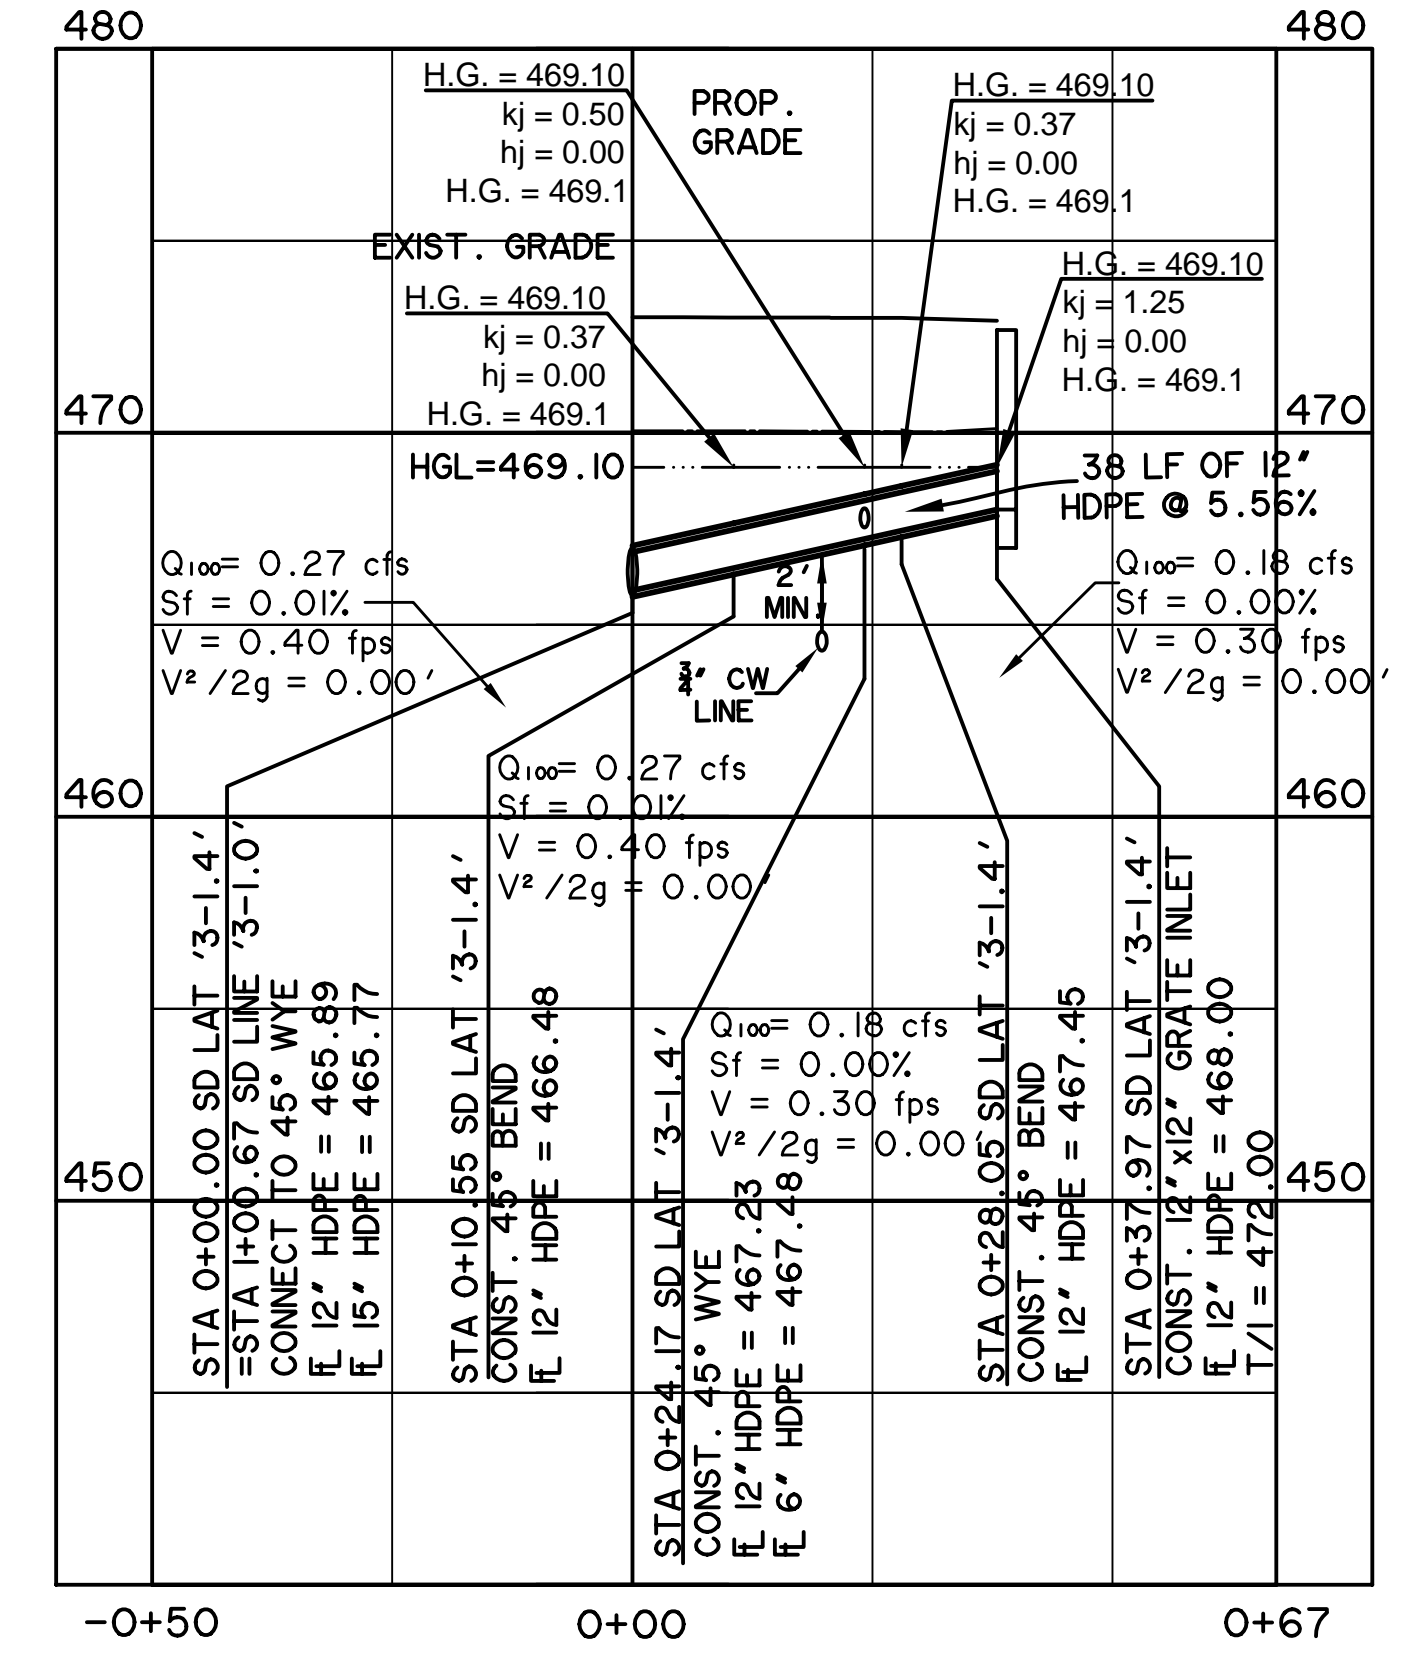 480
480
H.G. = 469.10
kj = 0.50
hj = 0.00
H.G. = 469.1
PROP.
GRADE
H.G. = 469.10
kj = 0.37
hj = 0.00
H.G. = 469.1
EXIST. GRADE
H.G. = 469.10
kj = 0.37
hj = 0.00
H.G. = 469.1
H.G. = 469.10
kj = 1.25
hj = 0.00
H.G. = 469.1
470
470
HGL=469.10
38 LF OF 12"
HDPE @ 5.56%
Q₁₀₀= 0.27 cfs
Sf = 0.01%
V = 0.40 fps
V²/2g = 0.00'
2'
MIN.
3/4" CW
LINE
Q₁₀₀= 0.18 cfs
Sf = 0.00%
V = 0.30 fps
V²/2g = 0.00'
Q₁₀₀= 0.27 cfs
Sf = 0.01%
V = 0.40 fps
V²/2g = 0.00'
460
460
Q₁₀₀= 0.18 cfs
Sf = 0.00%
V = 0.30 fps
V²/2g = 0.00'
450
450
STA 0+00.00 SD LAT '3-1.4'
=STA 1+00.67 SD LINE '3-1.0'
CONNECT TO 45° WYE
FL 12" HDPE = 465.89
FL 15" HDPE = 465.77
STA 0+10.55 SD LAT '3-1.4'
CONST. 45° BEND
FL 12" HDPE = 466.48
STA 0+24.17 SD LAT '3-1.4'
CONST. 45° WYE
FL 12" HDPE = 467.23
FL 6" HDPE = 467.48
STA 0+28.05 SD LAT '3-1.4'
CONST. 45° BEND
FL 12" HDPE = 467.45
STA 0+37.97 SD LAT '3-1.4'
CONST. 12"x12" GRATE INLET
FL 12" HDPE = 468.00
T/I = 472.00
-0+50
0+00
0+67